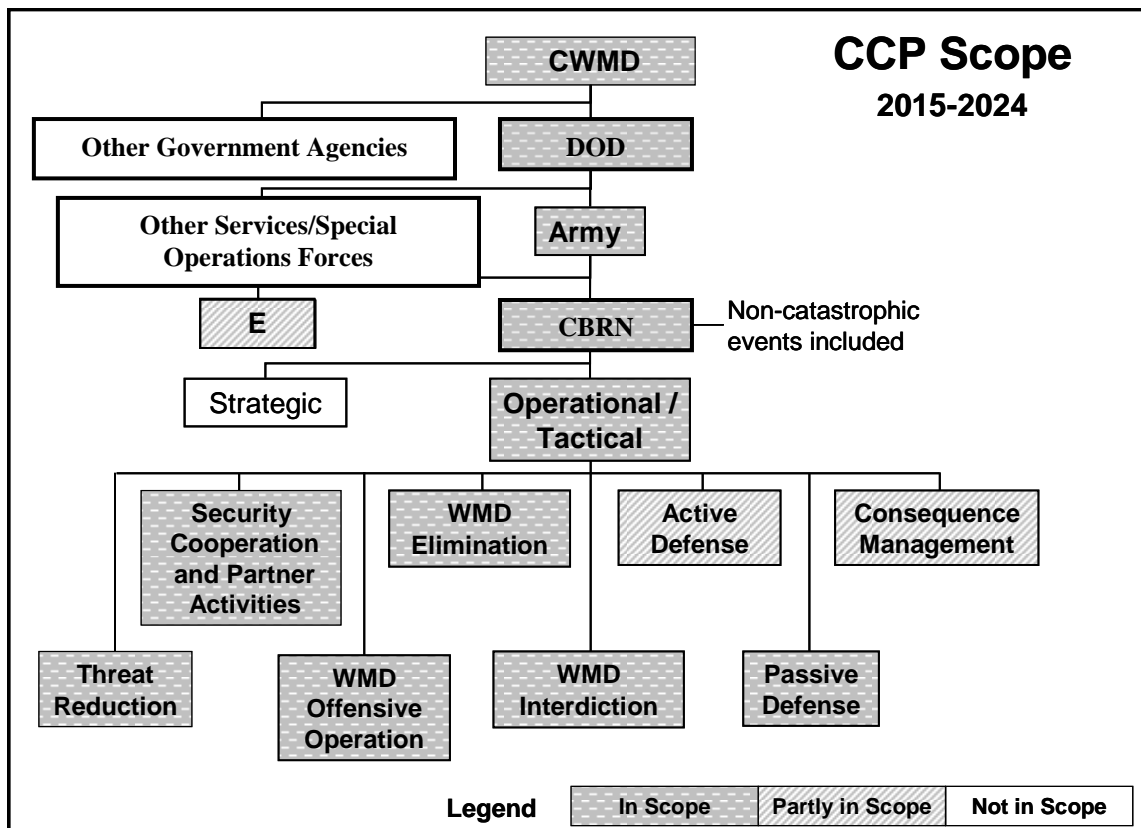 CCP Scope
2015-2024
CWMD
Other Government Agencies
DOD
Other Services/Special
Operations Forces
Army
E
CBRN
Non-catastrophic
events included
Strategic
Operational /
Tactical
Security
Cooperation
and Partner
Activities
WMD
Elimination
Active
Defense
Consequence
Management
Threat
Reduction
WMD
Offensive
Operation
WMD
Interdiction
Passive
Defense
Legend
In Scope
Partly in Scope
Not in Scope